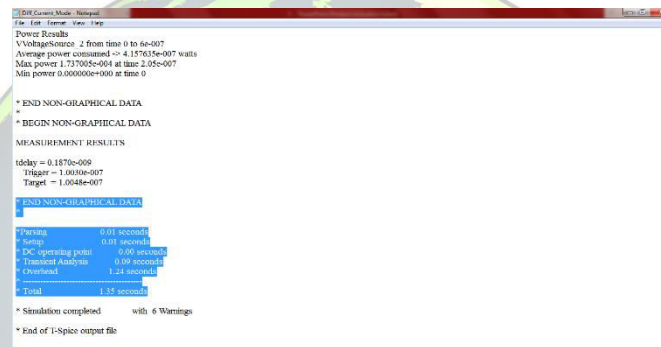 Diff_Current_Mode - Notepad
File Edit Format View Help
Power Results
VVoltageSource_2 from time 0 to 6e-007
Average power consumed -> 4.157635e-007 watts
Max power 1.737005e-004 at time 2.05e-007
Min power 0.000000e+000 at time 0
* END NON-GRAPHICAL DATA
*
* BEGIN NON-GRAPHICAL DATA
MEASUREMENT RESULTS
tdelay = 0.1870e-009
Trigger = 1.0030e-007
Target = 1.0048e-007
* END NON-GRAPHICAL DATA
*
*Parsing 0.01 seconds
* Setup 0.01 seconds
* DC operating point 0.00 seconds
* Transient Analysis 0.09 seconds
* Overhead 1.24 seconds
* -----------------------------------------
* Total 1.35 seconds
* Simulation completed with 6 Warnings
* End of T-Spice output file